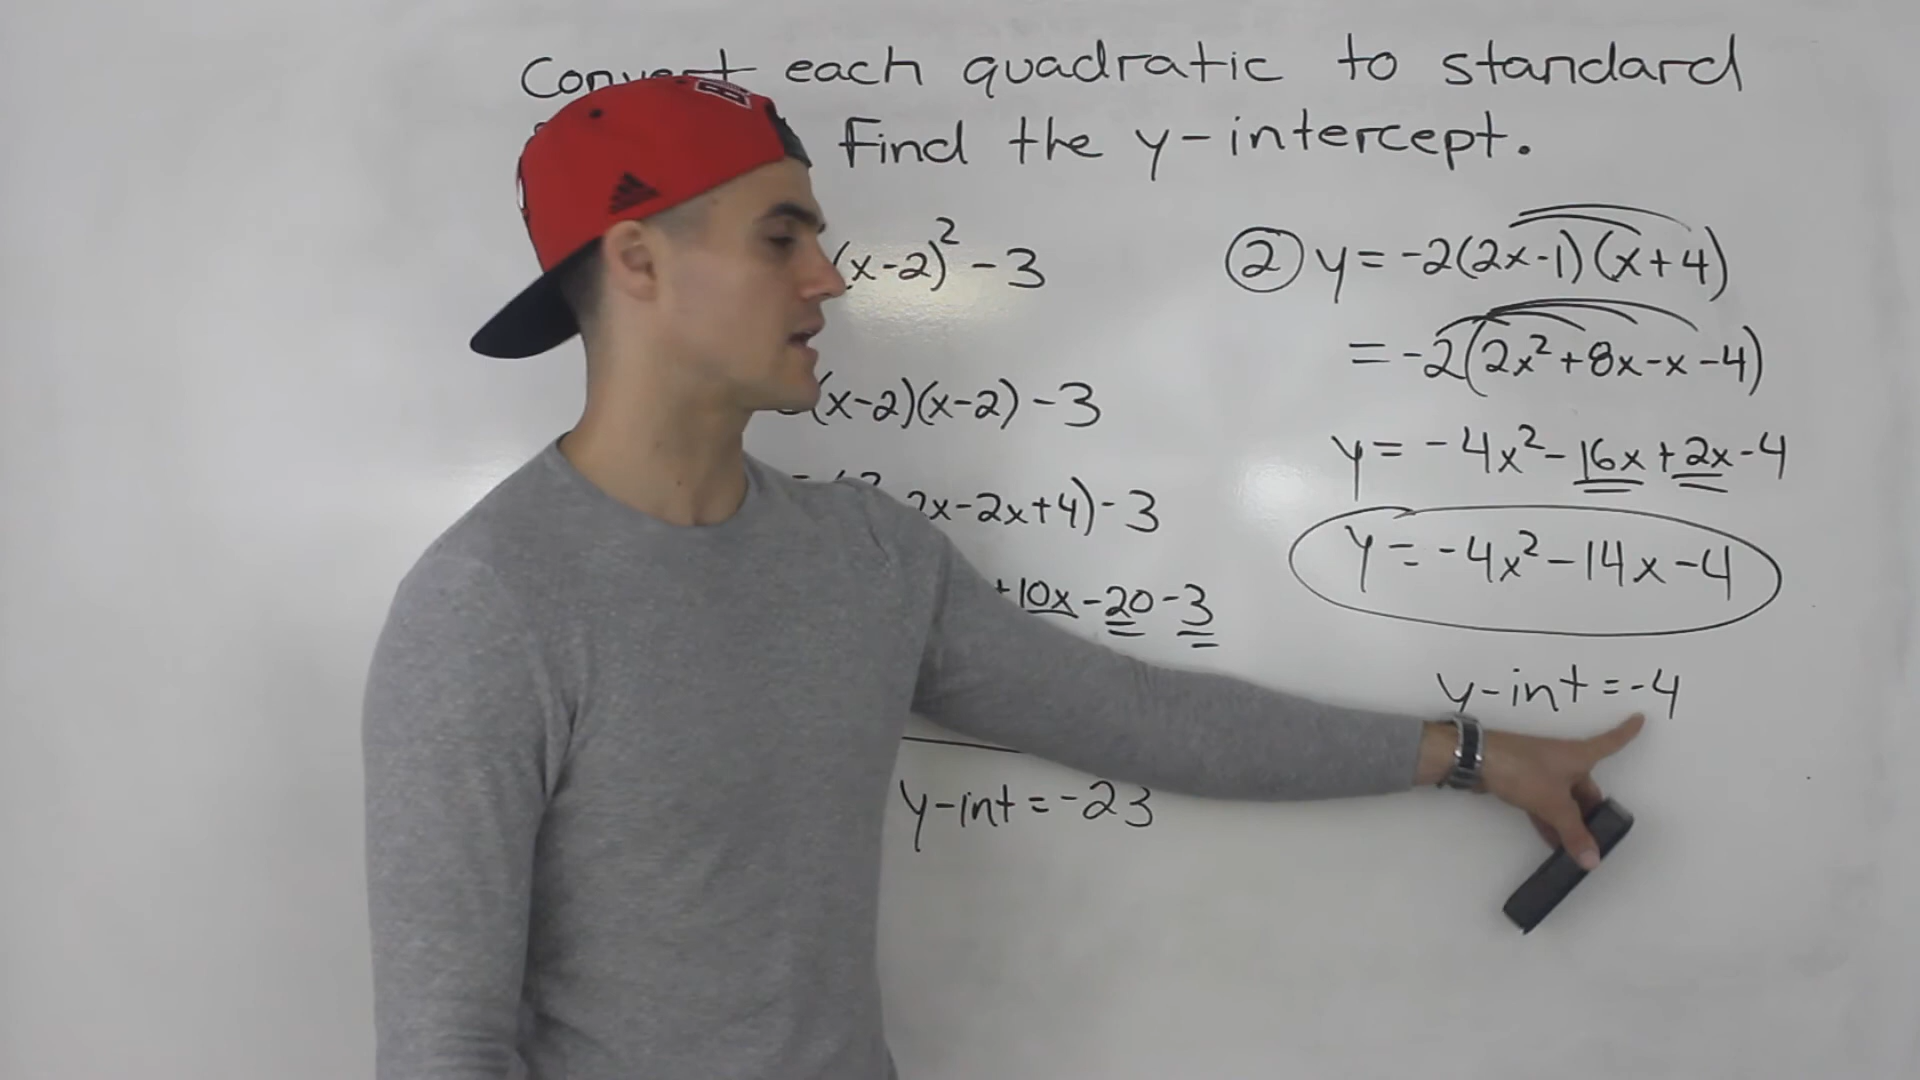 Convert each quadratic to standard
Find the y-intercept.
(x-2)² - 3
(x-2)(x-2) - 3
2x-2x+4) - 3
+10x - 20 - 3
y-int = -23
② y = -2(2x-1)(x+4)
= -2(2x²+8x-x-4)
y = -4x² - 16x + 2x - 4
y = -4x² - 14x - 4
y-int = -4